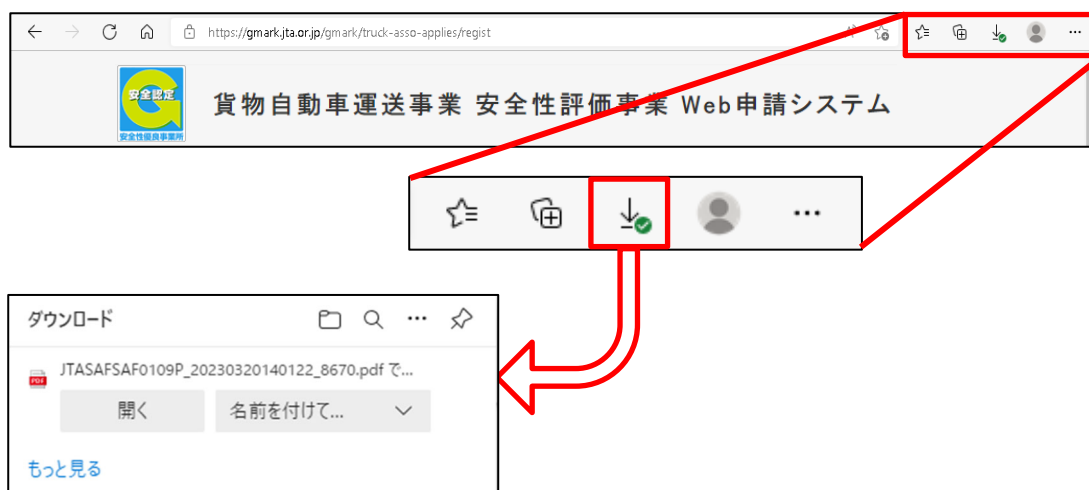 https://gmark.jta.or.jp/gmark/truck-asso-applies/regist
安全認定
G
安全性優良事業所
貨物自動車運送事業 安全性評価事業 Web申請システム
ダウンロード
PDF
JTASAFSAF0109P_20230320140122_8670.pdf で...
開く
名前を付けて...
もっと見る